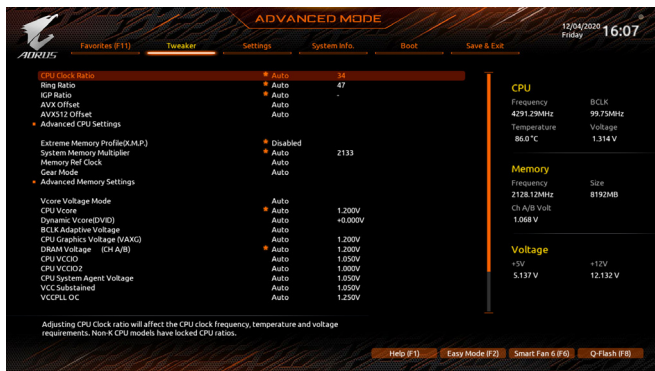 ADVANCED MODE
12/04/2020 16:07
Friday
AORUS
Favorites (F11) Tweaker Settings System Info. Boot Save & Exit
CPU Clock Ratio Auto 34
Ring Ratio Auto 47
IGP Ratio Auto -
AVX Offset Auto
AVX512 Offset Auto
Advanced CPU Settings
Extreme Memory Profile(X.M.P.) Disabled
System Memory Multiplier Auto 2133
Memory Ref Clock Auto
Gear Mode Auto
Advanced Memory Settings
Vcore Voltage Mode Auto
CPU Vcore Auto 1.200V
Dynamic Vcore(DVID) Auto +0.000V
BCLK Adaptive Voltage Auto
CPU Graphics Voltage (VAXG) Auto 1.200V
DRAM Voltage (CH A/B) Auto 1.200V
CPU VCCIO Auto 1.050V
CPU VCCIO2 Auto 1.000V
CPU System Agent Voltage Auto 1.050V
VCC Substained Auto 1.050V
VCCPLL OC Auto 1.250V
CPU
Frequency BCLK
4291.29MHz 99.75MHz
Temperature Voltage
86.0 °C 1.314 V
Memory
Frequency Size
2128.12MHz 8192MB
Ch A/B Volt
1.068 V
Voltage
+5V +12V
5.137 V 12.132 V
Adjusting CPU Clock ratio will affect the CPU clock frequency, temperature and voltage
requirements. Non-K CPU models have locked CPU ratios.
Help (F1) Easy Mode (F2) Smart Fan 6 (F6) Q-Flash (F8)